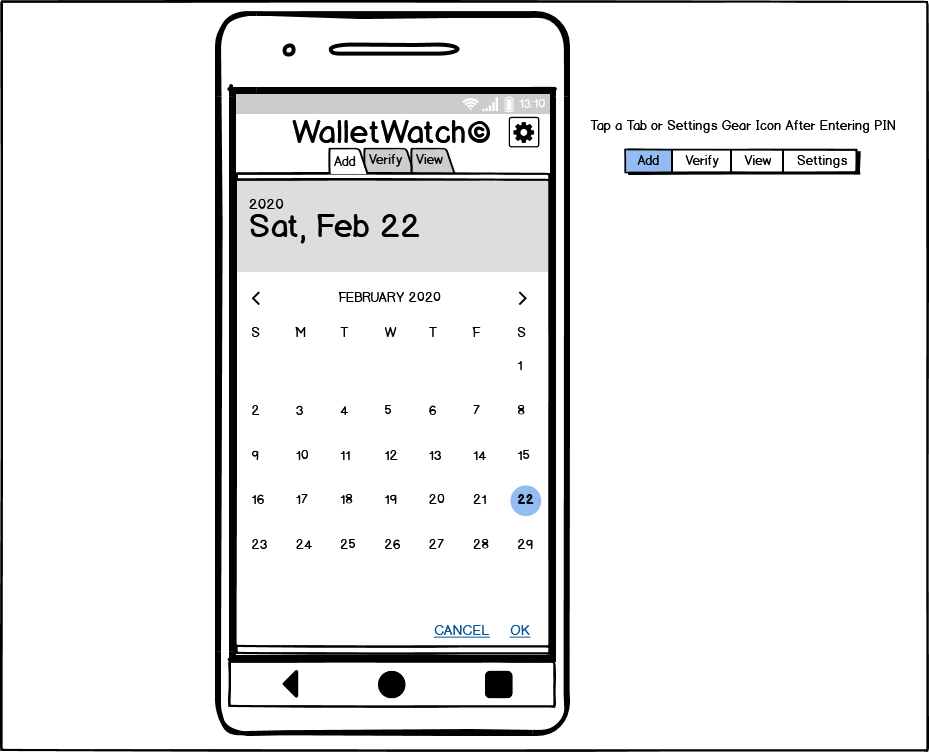 13:10
WalletWatch©
Add Verify View
2020
Sat, Feb 22
FEBRUARY 2020
S M T W T F S
1
2 3 4 5 6 7 8
9 10 11 12 13 14 15
16 17 18 19 20 21 22
23 24 25 26 27 28 29
CANCEL OK
Tap a Tab or Settings Gear Icon After Entering PIN
Add Verify View Settings